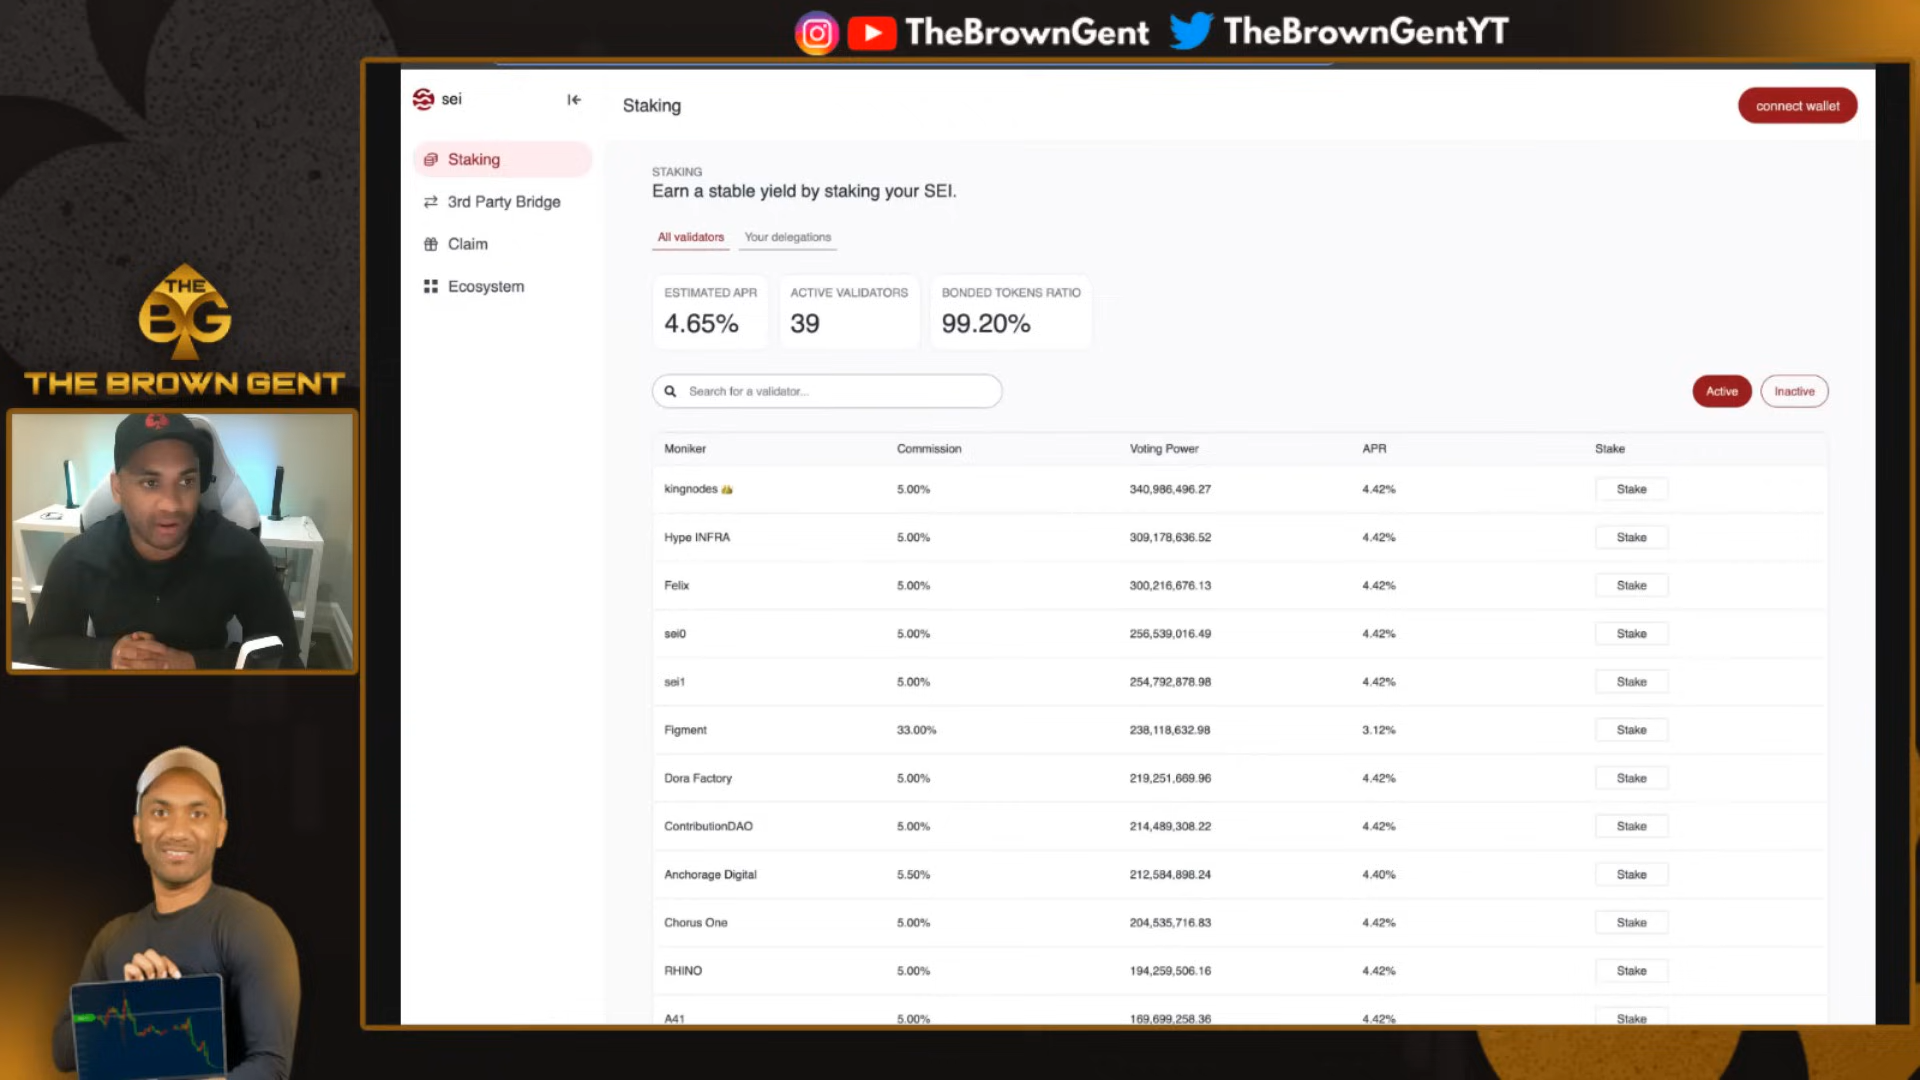 TheBrownGent TheBrownGentYT
sei
Staking
connect wallet
Staking
3rd Party Bridge
Claim
Ecosystem
STAKING
Earn a stable yield by staking your SEI.
All validators Your delegations
ESTIMATED APR ACTIVE VALIDATORS BONDED TOKENS RATIO
4.65% 39 99.20%
Search for a validator...
Active Inactive
Moniker Commission Voting Power APR Stake
kingnodes 5.00% 340,986,496.27 4.42% Stake
Hype INFRA 5.00% 309,178,636.52 4.42% Stake
Felix 5.00% 300,216,676.13 4.42% Stake
sei0 5.00% 256,539,016.49 4.42% Stake
sei1 5.00% 254,792,878.98 4.42% Stake
Figment 33.00% 238,118,632.98 3.12% Stake
Dora Factory 5.00% 219,251,669.96 4.42% Stake
ContributionDAO 5.00% 214,489,308.22 4.42% Stake
Anchorage Digital 5.50% 212,584,898.24 4.40% Stake
Chorus One 5.00% 204,535,716.83 4.42% Stake
RHINO 5.00% 194,259,506.16 4.42% Stake
A41 5.00% 169,699,258.36 4.42% Stake
THE
BG
THE BROWN GENT